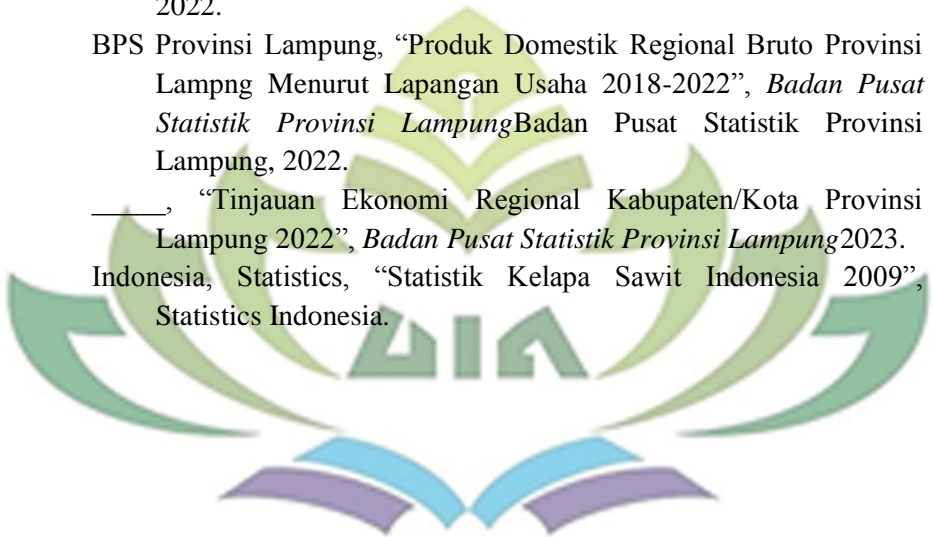 2022.
BPS Provinsi Lampung, “Produk Domestik Regional Bruto Provinsi
Lampng Menurut Lapangan Usaha 2018-2022”, Badan Pusat
Statistik Provinsi LampungBadan Pusat Statistik Provinsi
Lampung, 2022.
_____, “Tinjauan Ekonomi Regional Kabupaten/Kota Provinsi
Lampung 2022”, Badan Pusat Statistik Provinsi Lampung2023.
Indonesia, Statistics, “Statistik Kelapa Sawit Indonesia 2009”,
Statistics Indonesia.
UIN